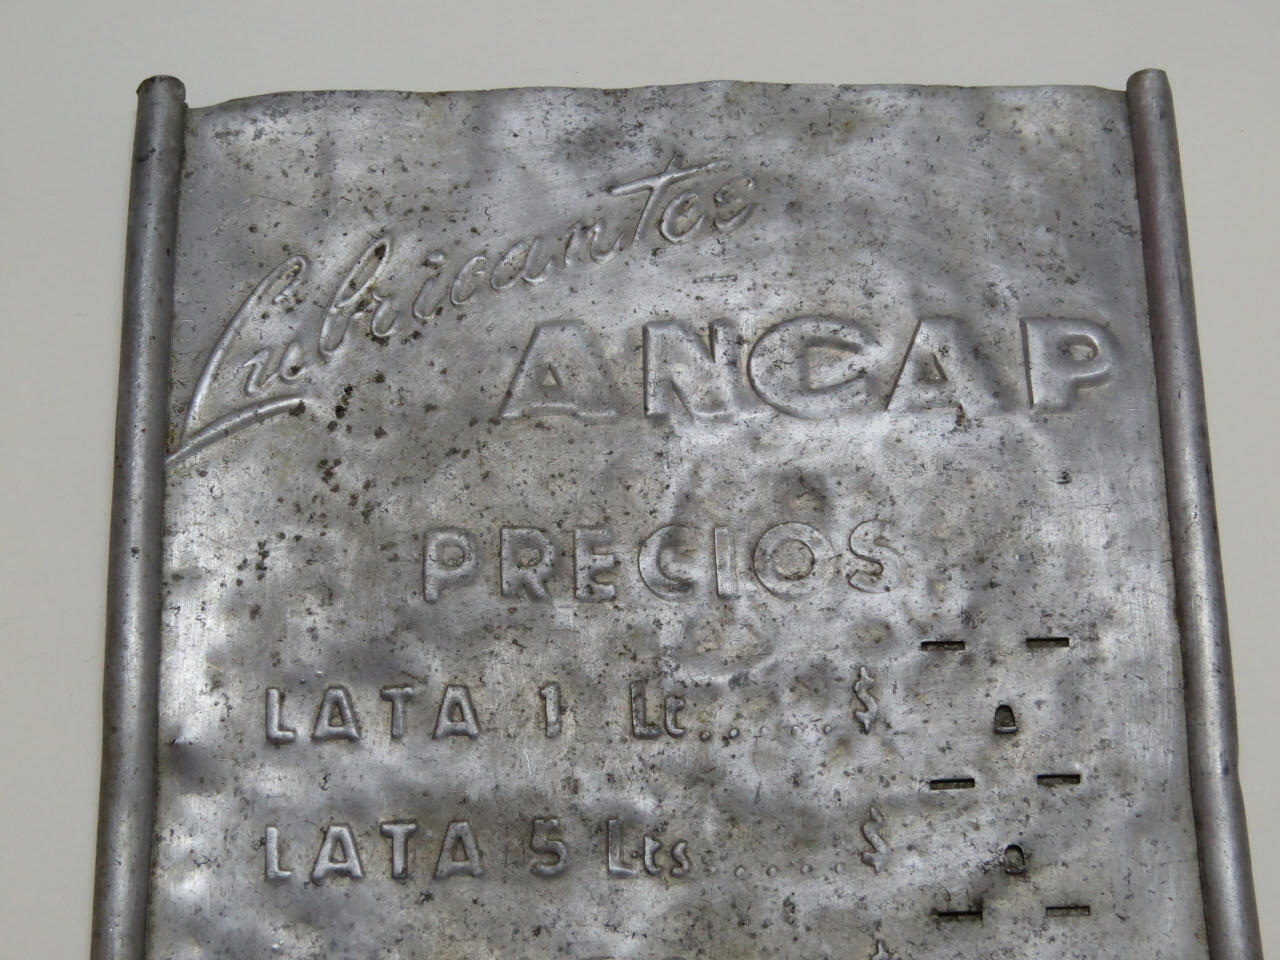 Lubricantes
ANCAP
PRECIOS
LATA 1 Lt....... $
LATA 5 Lts...... $